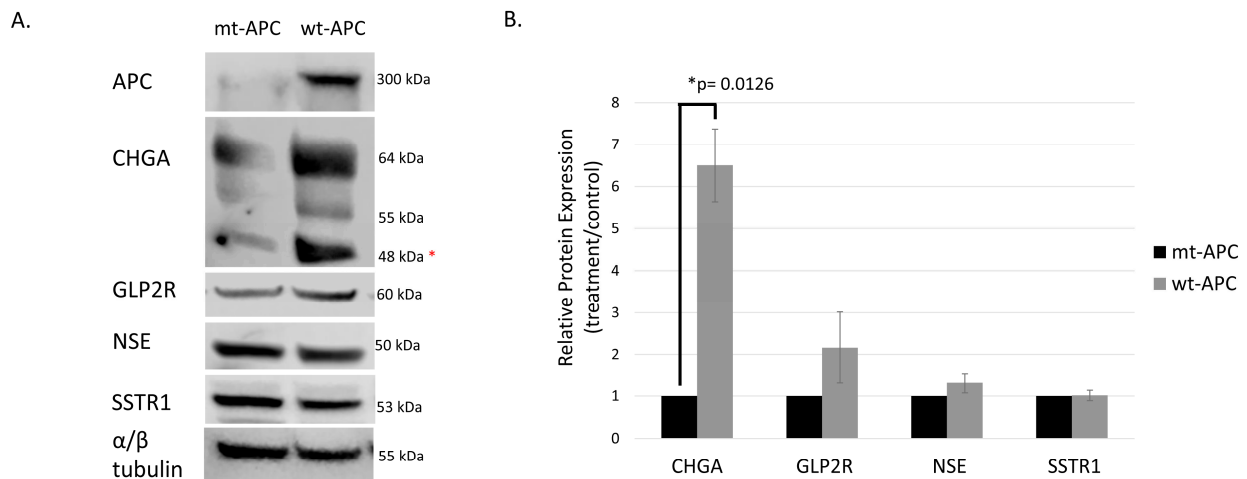 A.
mt-APC wt-APC
APC
300 kDa
CHGA
64 kDa
55 kDa
48 kDa *
GLP2R
60 kDa
NSE
50 kDa
SSTR1
53 kDa
α/β
tubulin
55 kDa
B.
*p= 0.0126
Relative Protein Expression
(treatment/control)
8
7
6
5
4
3
2
1
0
CHGA GLP2R NSE SSTR1
mt-APC
wt-APC